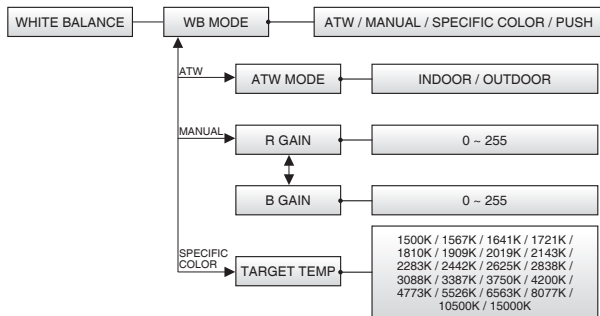 WHITE BALANCE
WB MODE
ATW / MANUAL / SPECIFIC COLOR / PUSH
ATW
ATW MODE
INDOOR / OUTDOOR
MANUAL
R GAIN
0 ~ 255
B GAIN
0 ~ 255
SPECIFIC
COLOR
TARGET TEMP
1500K / 1567K / 1641K / 1721K /
1810K / 1909K / 2019K / 2143K /
2283K / 2442K / 2625K / 2838K /
3088K / 3387K / 3750K / 4200K /
4773K / 5526K / 6563K / 8077K /
10500K / 15000K